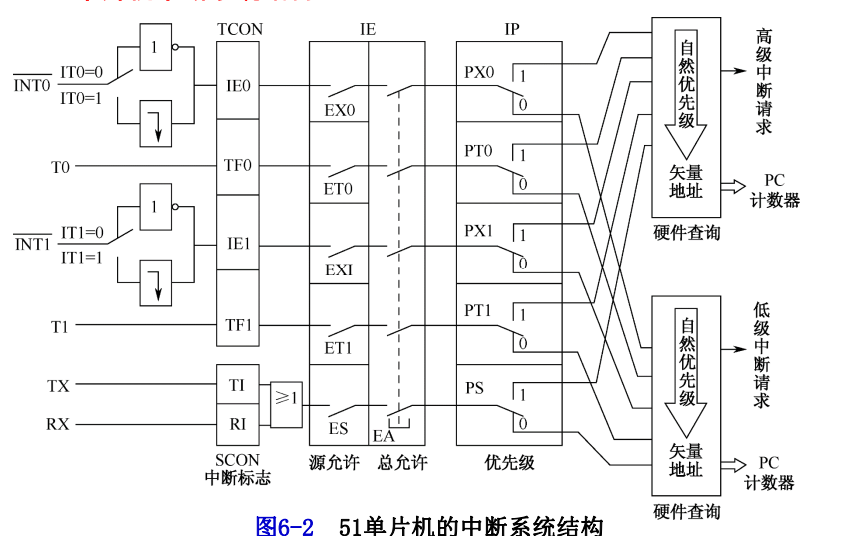 TCON
IE
IP
INT0
IT0=0
IT0=1
1
IE0
EX0
PX0
1
0
T0
TF0
ET0
PT0
1
0
INT1
IT1=0
IT1=1
1
IE1
EXI
PX1
1
0
T1
TF1
ET1
PT1
1
0
TX
TI
RX
RI
≥1
ES
EA
PS
1
0
SCON
中断标志
源允许
总允许
优先级
自然优先级
矢量
地址
硬件查询
高级中断请求
PC
计数器
自然优先级
矢量
地址
硬件查询
低级中断请求
PC
计数器
图6-2 51单片机的中断系统结构